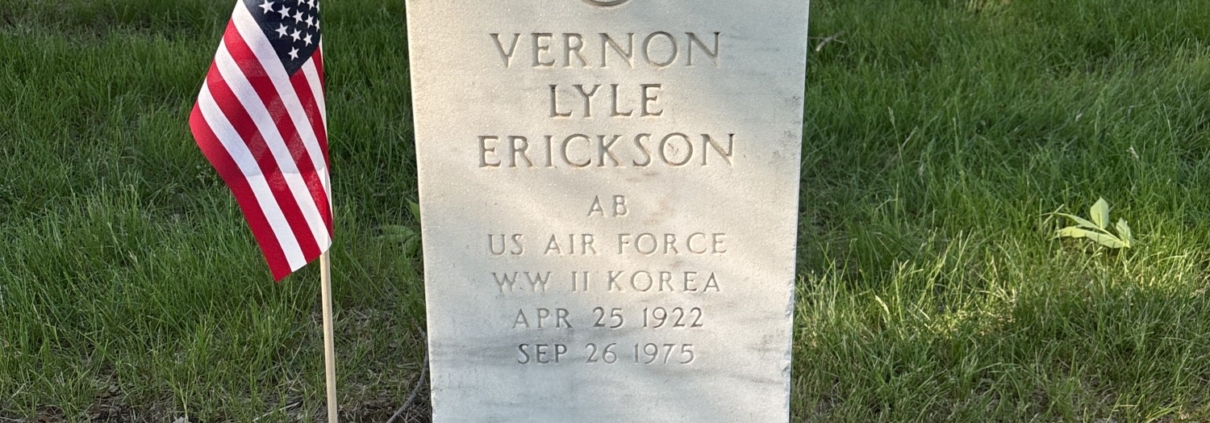 VERNON
LYLE
ERICKSON
AB
US AIR FORCE
WW II KOREA
APR 25 1922
SEP 26 1975